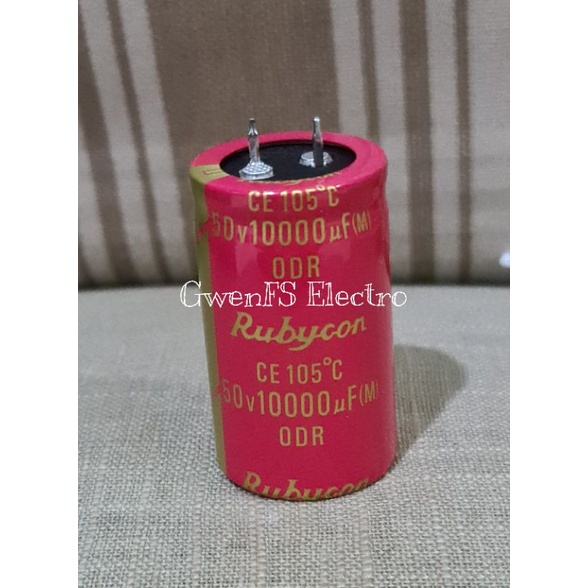 CE 105°C
50v10000µF(M)
ODR
GwenFS Electro
Rubycon
CE 105°C
50v10000µF(M)
ODR
Rubycon